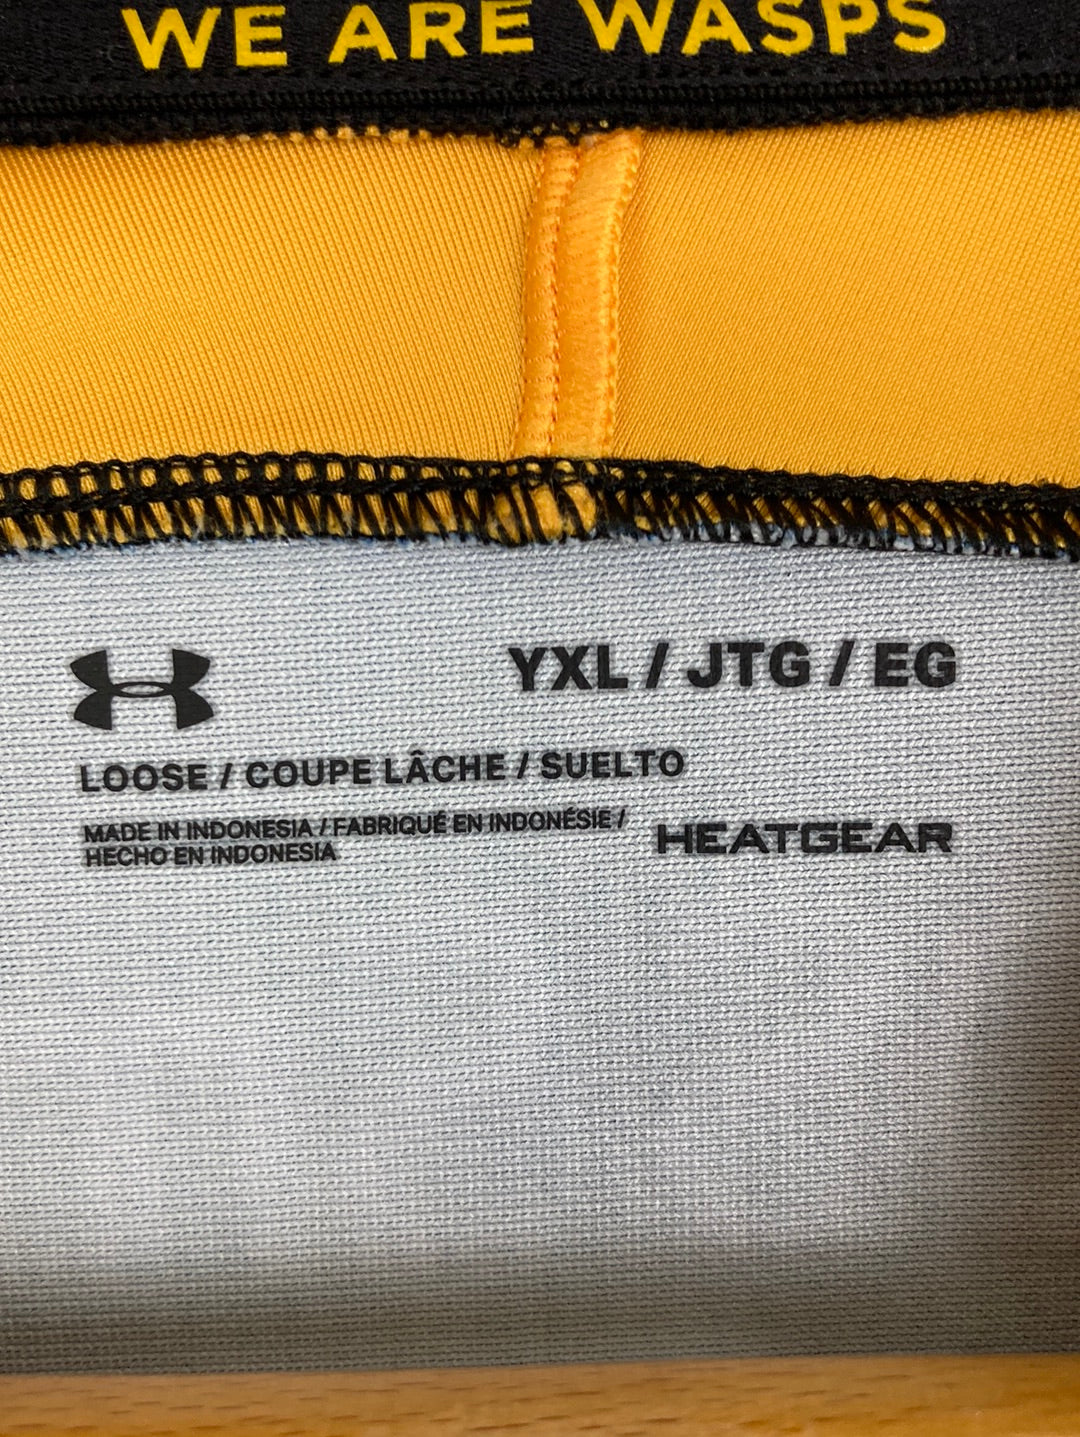 WE ARE WASPS
YXL / JTG / EG
LOOSE / COUPE LÂCHE / SUELTO
MADE IN INDONESIA / FABRIQUÉ EN INDONÉSIE /
HECHO EN INDONESIA
HEATGEAR